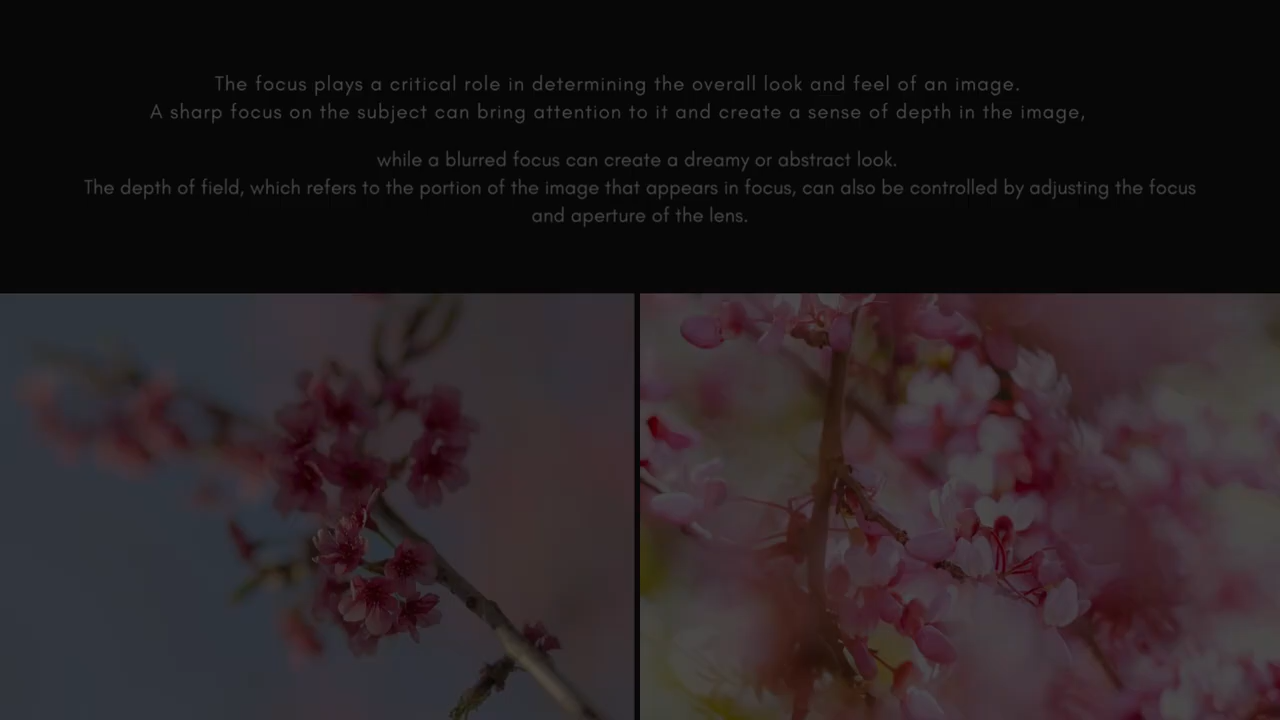 The focus plays a critical role in determining the overall look and feel of an image.
A sharp focus on the subject can bring attention to it and create a sense of depth in the image,
while a blurred focus can create a dreamy or abstract look.
The depth of field, which refers to the portion of the image that appears in focus, can also be controlled by adjusting the focus
and aperture of the lens.